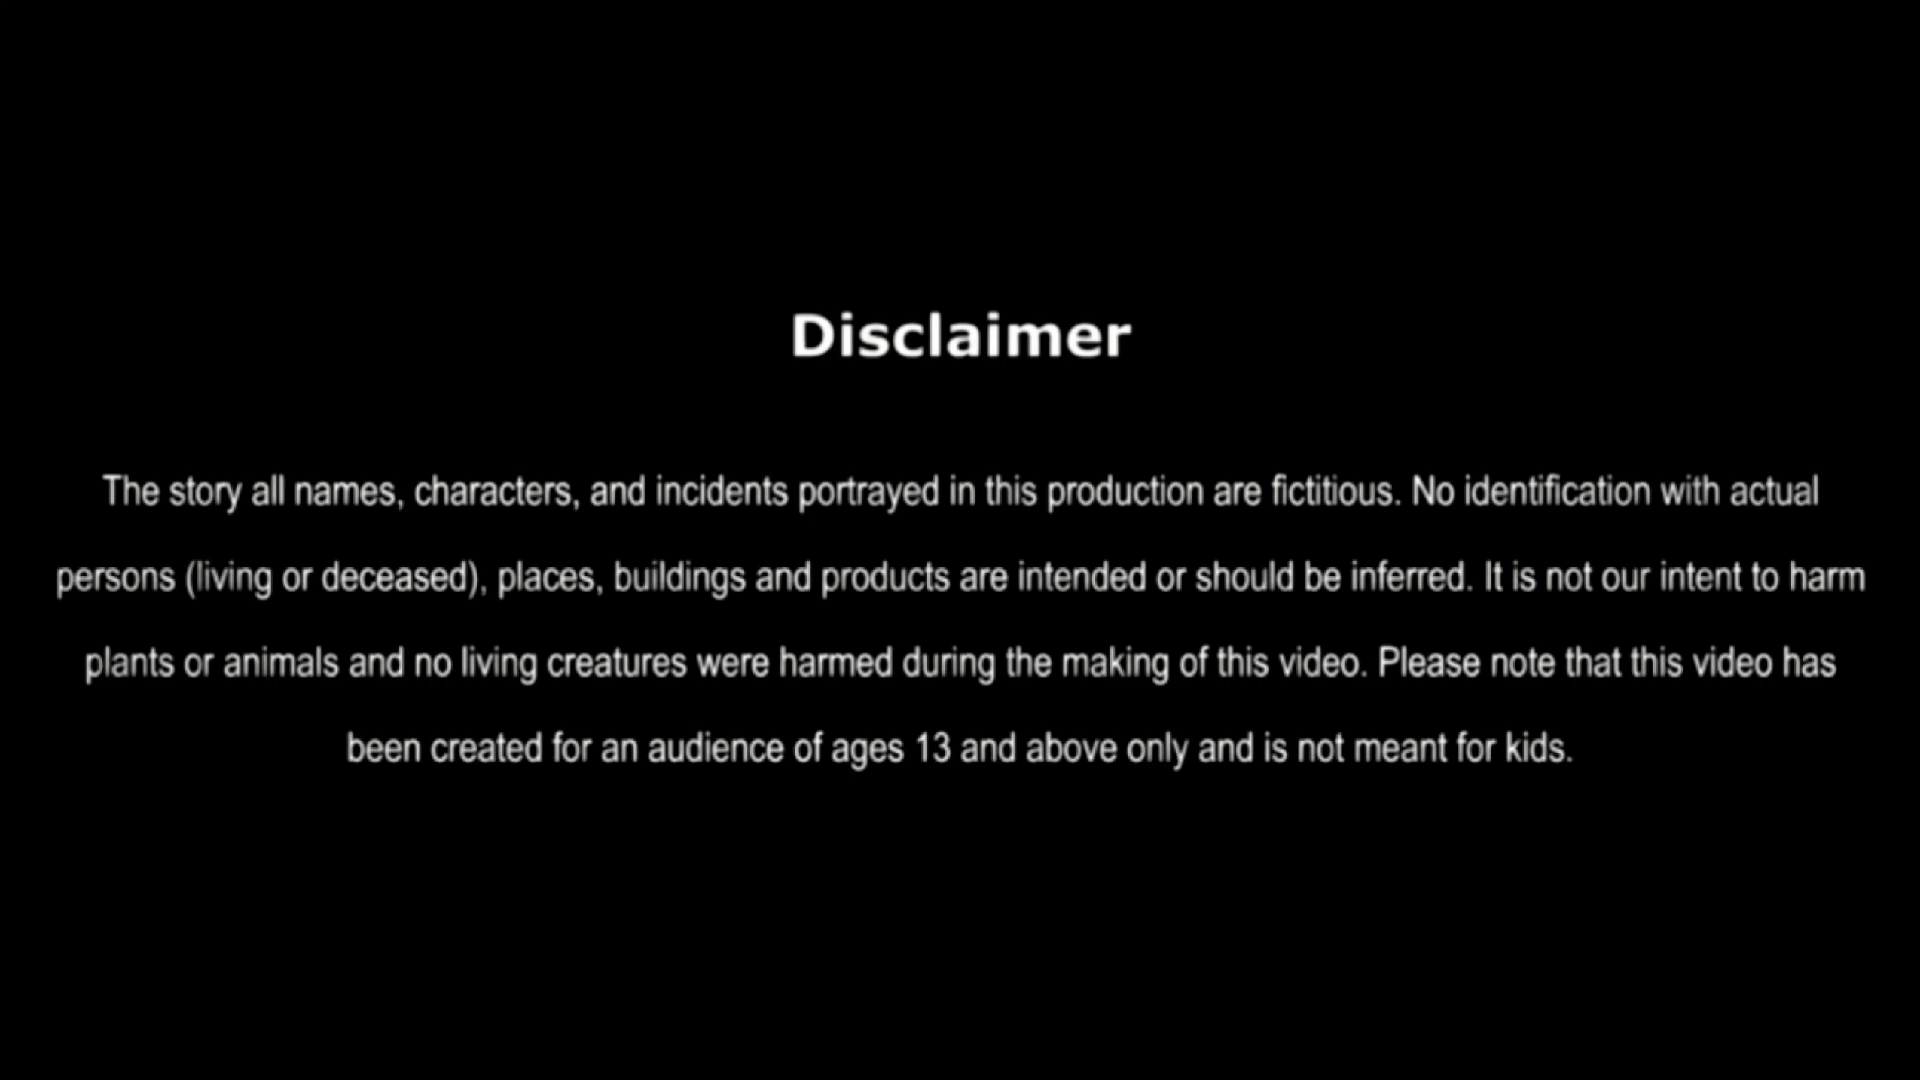 Disclaimer
The story all names, characters, and incidents portrayed in this production are fictitious. No identification with actual
persons (living or deceased), places, buildings and products are intended or should be inferred. It is not our intent to harm
plants or animals and no living creatures were harmed during the making of this video. Please note that this video has
been created for an audience of ages 13 and above only and is not meant for kids.